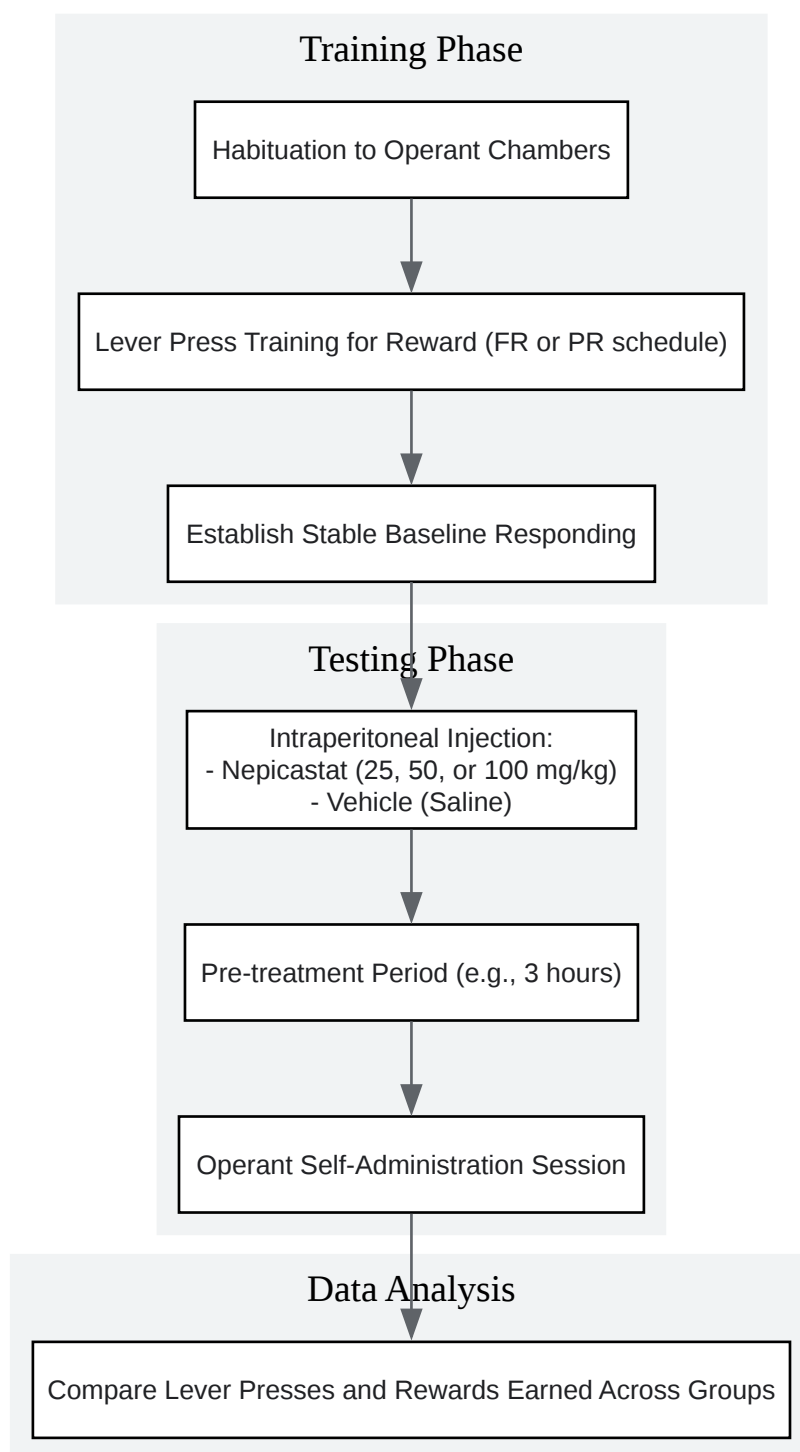 Training Phase
Habituation to Operant Chambers
Lever Press Training for Reward (FR or PR schedule)
Establish Stable Baseline Responding
Testing Phase
Intraperitoneal Injection:
- Nepicastat (25, 50, or 100 mg/kg)
- Vehicle (Saline)
Pre-treatment Period (e.g., 3 hours)
Operant Self-Administration Session
Data Analysis
Compare Lever Presses and Rewards Earned Across Groups